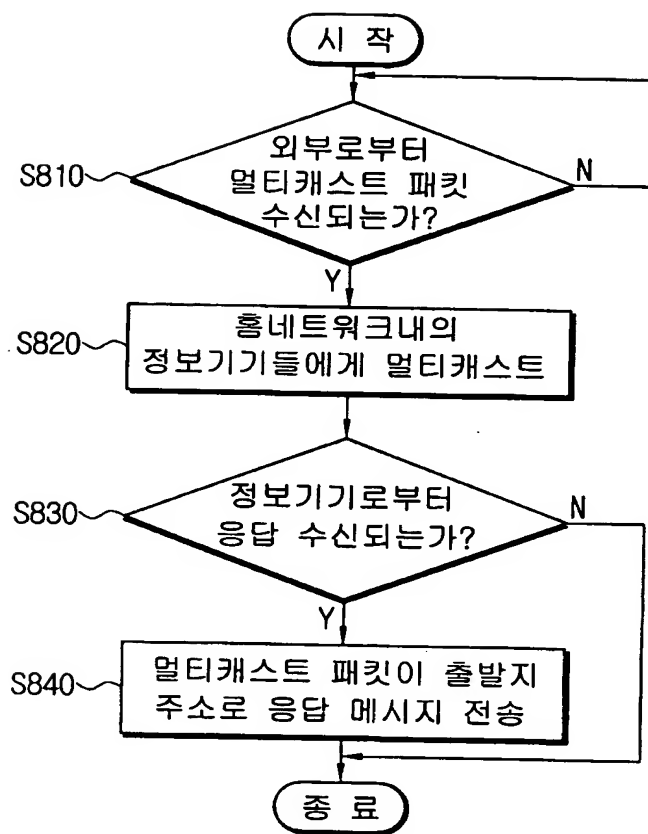 시 작
S810
외부로부터
멀티캐스트 패킷
수신되는가?
N
Y
S820
홈네트워크내의
정보기기들에게 멀티캐스트
S830
정보기기로부터
응답 수신되는가?
N
Y
S840
멀티캐스트 패킷이 출발지
주소로 응답 메시지 전송
종 료